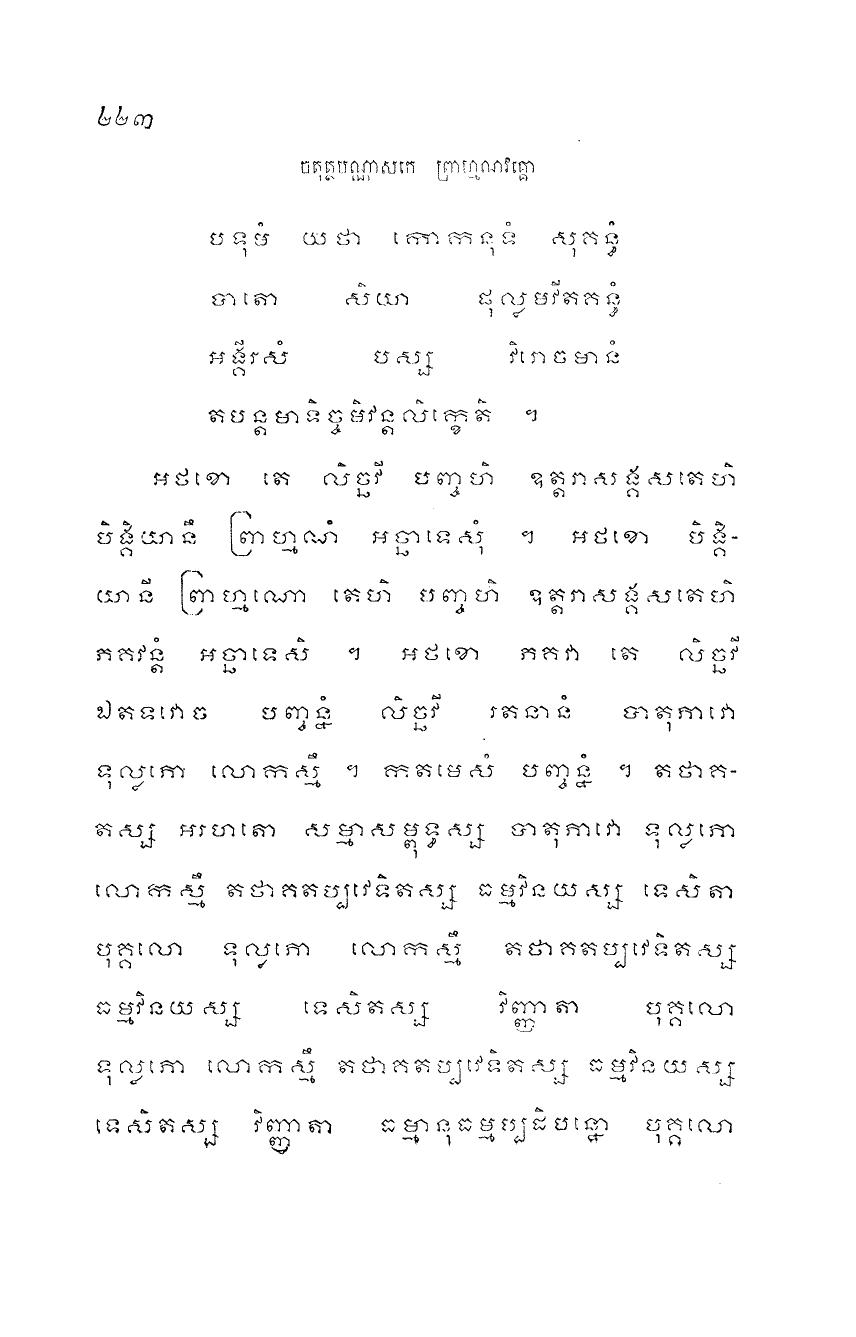 ២២៣
ចតុត្ថបណ្ណាសកេ ព្រាហ្មណវគ្គោ
បទុមំ យថា កោកនុទំ សុគន្ធំ
បាតោ សិយា ផុល្លមវីតគន្ធំ
អង្គីរសំ បស្ស វិរោចមានំ
តបន្តមាទិច្ចមិវន្តលិក្ខេតិ ។
អថខោ តេ លិច្ឆវី បញ្ចហិ ឧត្តរាសង្គសតេហិ
បិង្គិយានឹ ព្រាហ្មណំ អច្ឆាទេសុំ ។ អថខោ បិង្គិ-
យានី ព្រាហ្មណោ តេហិ បញ្ចហិ ឧត្តរាសង្គសតេហិ
ភគវន្តំ អច្ឆាទេសិ ។ អថខោ ភគវា តេ លិច្ឆវី
ឯតទវោច បញ្ចន្នំ លិច្ឆវី រតនានំ បាតុភាវោ
ទុល្លភោ លោកស្មឹ ។ កតមេសំ បញ្ចន្នំ ។ តថាគ-
តស្ស អរហតោ សម្មាសម្ពុទ្ធស្ស បាតុភាវោ ទុល្លភោ
លោកស្មឹ តថាគតប្បវេទិតស្ស ធម្មវិនយស្ស ទេសិតា
បុគ្គលោ ទុល្លភោ លោកស្មឹ តថាគតប្បវេទិតស្ស
ធម្មវិនយស្ស ទេសិតស្ស វិញ្ញាតា បុគ្គលោ
ទុល្លភោ លោកស្មឹ តថាគតប្បវេទិតស្ស ធម្មវិនយស្ស
ទេសិតស្ស វិញ្ញាតា ធម្មានុធម្មប្បដិបន្នោ បុគ្គលោ